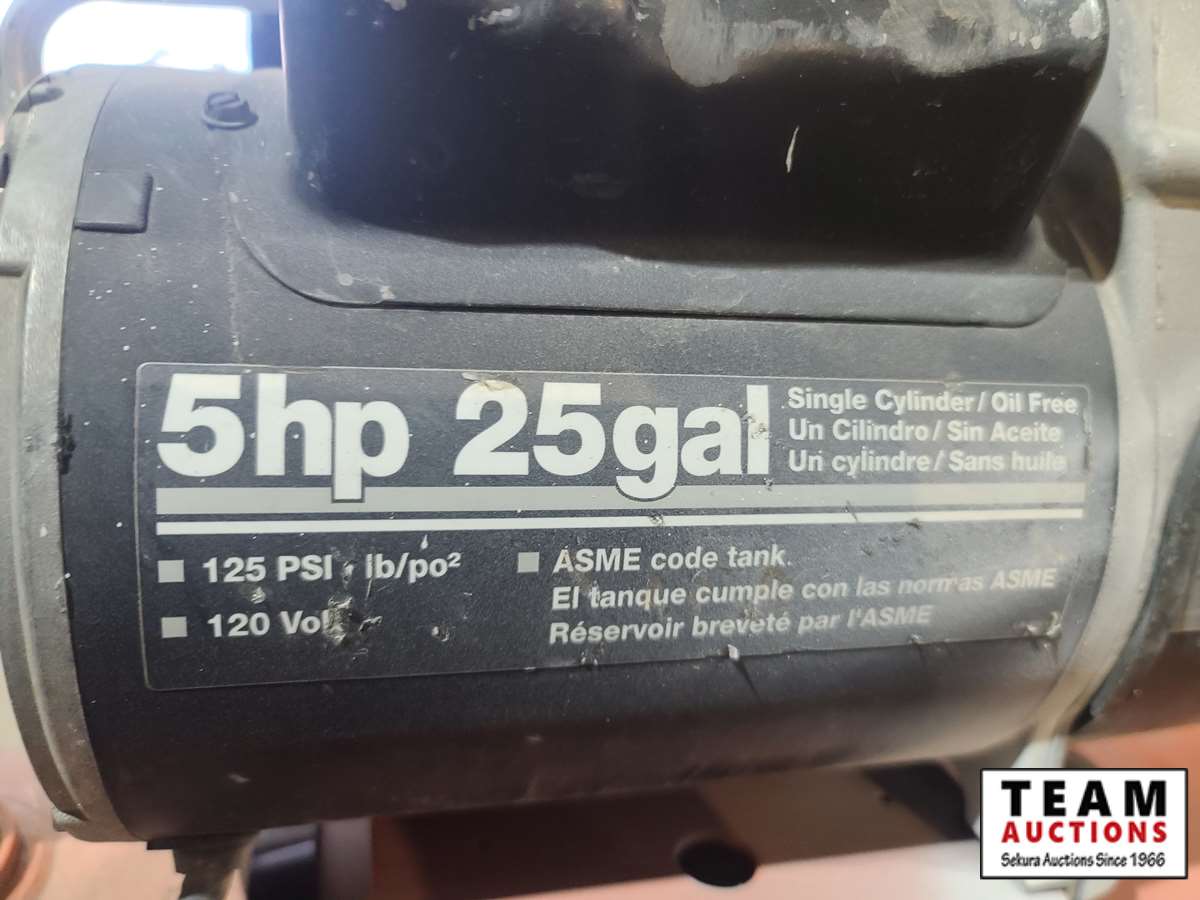 5hp 25gal
Single Cylinder/Oil Free
Un Cilindro/Sin Aceite
Un cylindre/Sans huile
125 PSI - lb/po²
120 Volt
ASME code tank.
El tanque cumple con las normas ASME
Réservoir breveté par l'ASME
TEAM
AUCTIONS
Sekura Auctions Since 1966